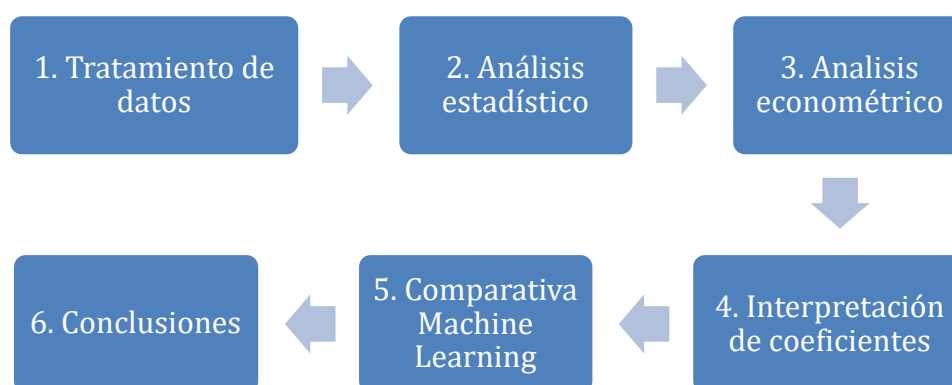 1. Tratamiento de
datos
2. Análisis
estadístico
3. Analisis
econométrico
4. Interpretación
de coeficientes
5. Comparativa
Machine
Learning
6. Conclusiones